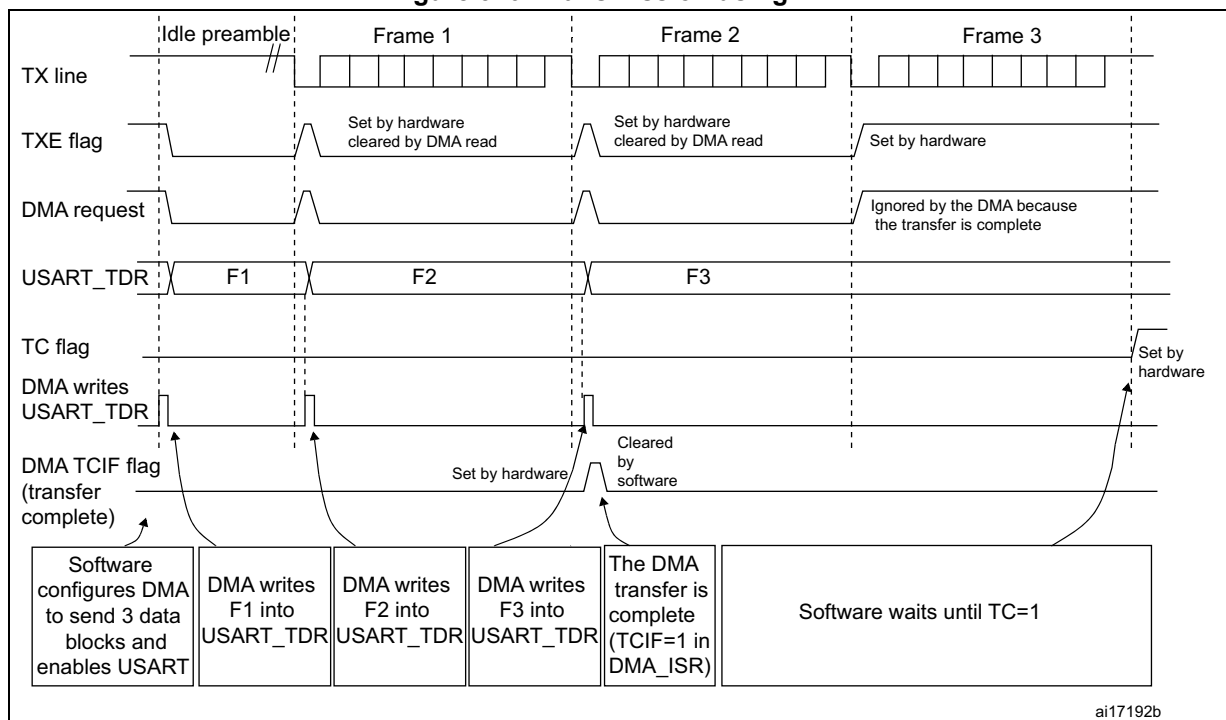 Idle preamble
Frame 1
Frame 2
Frame 3
TX line
TXE flag
Set by hardware
cleared by DMA read
Set by hardware
cleared by DMA read
Set by hardware
DMA request
Ignored by the DMA because
the transfer is complete
USART_TDR
F1
F2
F3
TC flag
Set by
hardware
DMA writes
USART_TDR
DMA TCIF flag
(transfer
complete)
Set by hardware
Cleared
by
software
Software
configures DMA
to send 3 data
blocks and
enables USART
DMA writes
F1 into
USART_TDR
DMA writes
F2 into
USART_TDR
DMA writes
F3 into
USART_TDR
The DMA
transfer is
complete
(TCIF=1 in
DMA_ISR)
Software waits until TC=1
ai17192b